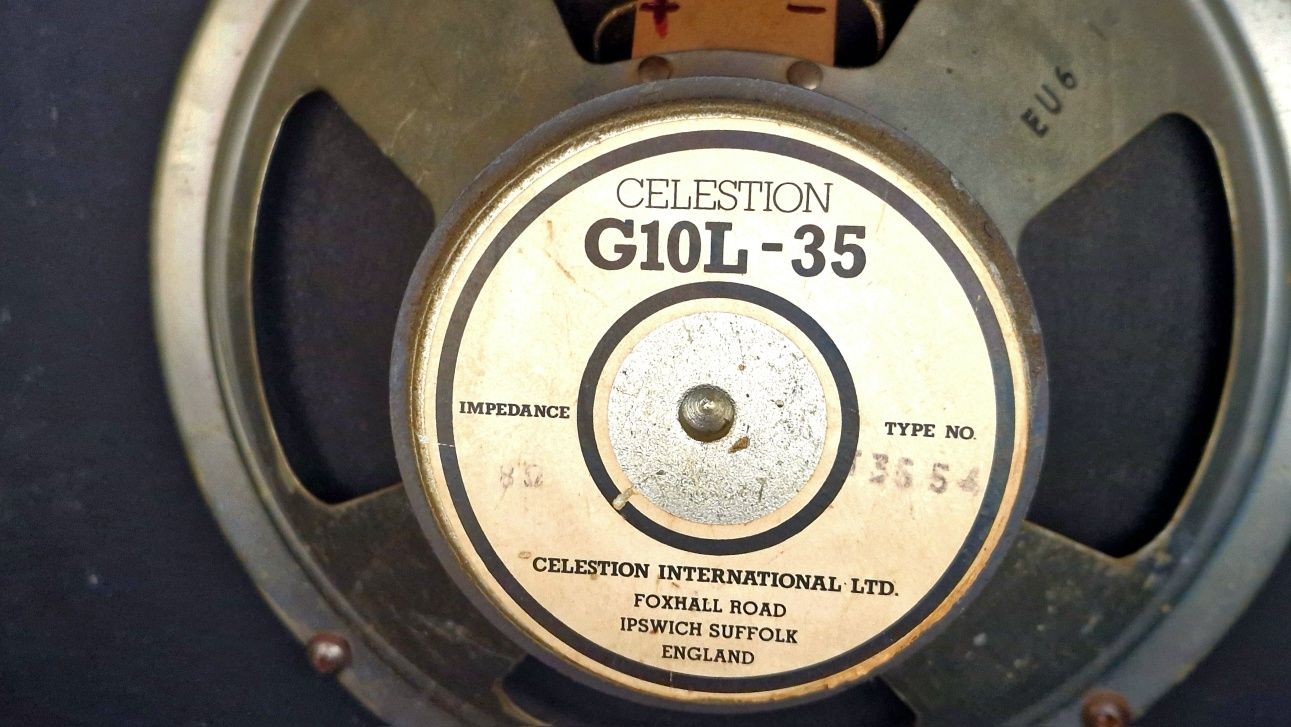 + −
EU6
CELESTION
G10L-35
IMPEDANCE
TYPE NO.
8Ω
CELESTION INTERNATIONAL LTD.
FOXHALL ROAD
IPSWICH SUFFOLK
ENGLAND